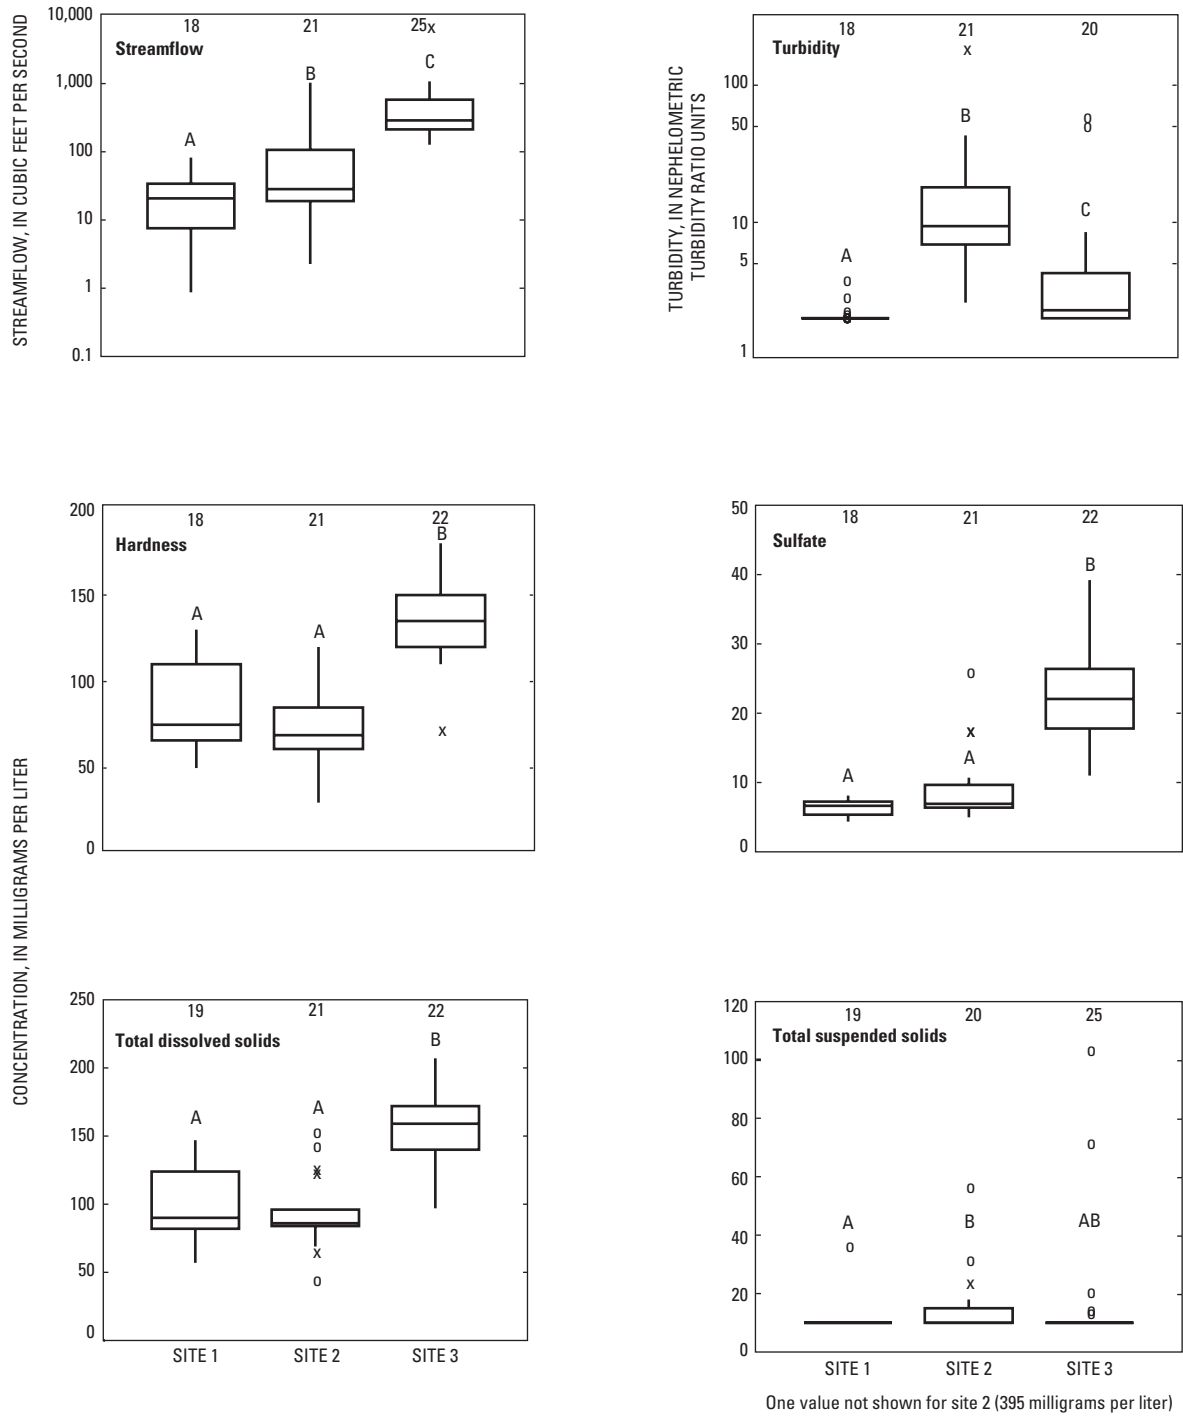 STREAMFLOW, IN CUBIC FEET PER SECOND
10,000
1,000
100
10
1
0.1
18 21 25x
Streamflow
A B C
TURBIDITY, IN NEPHELOMETRIC
TURBIDITY RATIO UNITS
100
50
10
5
1
18 21 20
Turbidity
x
A B C
o o
o o
CONCENTRATION, IN MILLIGRAMS PER LITER
200
150
100
50
0
18 21 22
Hardness
A A B
x
50
40
30
20
10
0
18 21 22
Sulfate
A A B
o
x
250
200
150
100
50
0
19 21 22
Total dissolved solids
A A B
o
o
x
x
x
o
SITE 1 SITE 2 SITE 3
120
100
80
60
40
20
0
19 20 25
Total suspended solids
o
o
o
A B AB
o o
x
o
o
o
SITE 1 SITE 2 SITE 3
One value not shown for site 2 (395 milligrams per liter)